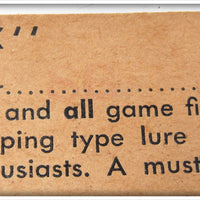 and all game fi
ping type lure
usiasts. A must